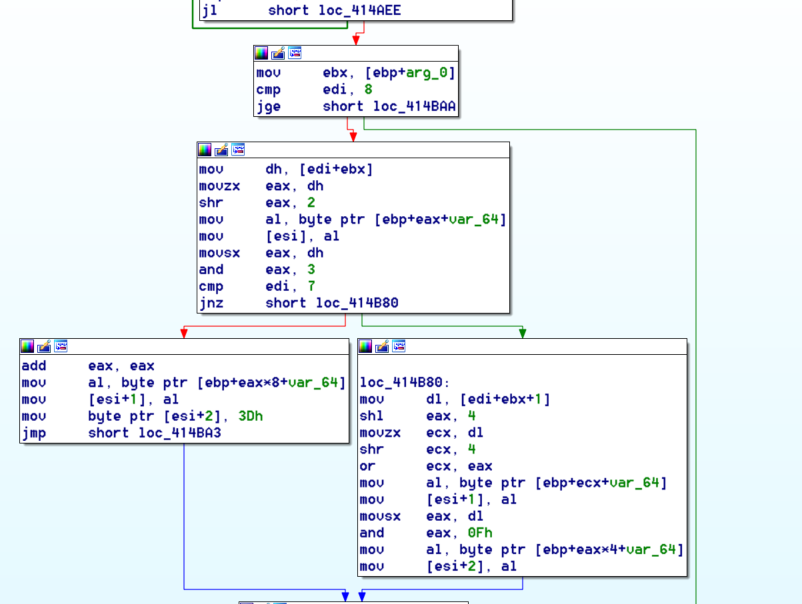 jl short loc_414AEE
mov ebx, [ebp+arg_0]
cmp edi, 8
jge short loc_414BAA
mov dh, [edi+ebx]
movzx eax, dh
shr eax, 2
mov al, byte ptr [ebp+eax+var_64]
mov [esi], al
movsx eax, dh
and eax, 3
cmp edi, 7
jnz short loc_414B80
add eax, eax
mov al, byte ptr [ebp+eax*8+var_64]
mov [esi+1], al
mov byte ptr [esi+2], 3Dh
jmp short loc_414BA3
loc_414B80:
mov dl, [edi+ebx+1]
shl eax, 4
movzx ecx, dl
shr ecx, 4
or ecx, eax
mov al, byte ptr [ebp+ecx+var_64]
mov [esi+1], al
movsx eax, dl
and eax, 0Fh
mov al, byte ptr [ebp+eax*4+var_64]
mov [esi+2], al